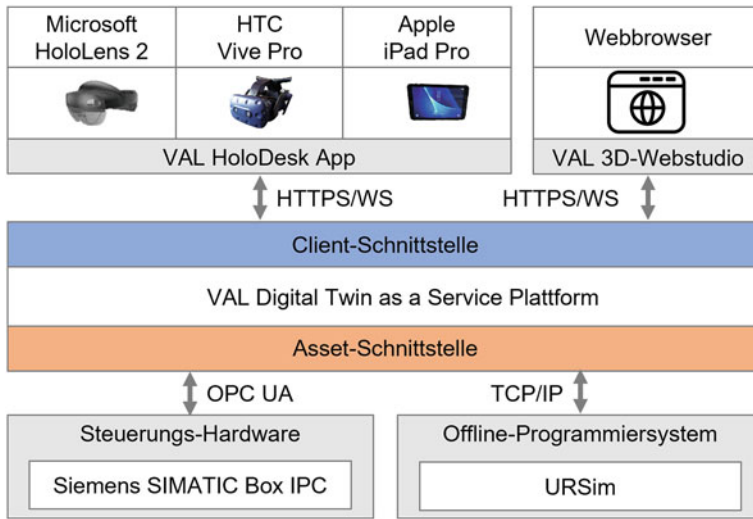 Microsoft
HoloLens 2
HTC
Vive Pro
Apple
iPad Pro
Webbrowser
VAL HoloDesk App
VAL 3D-Webstudio
HTTPS/WS
HTTPS/WS
Client-Schnittstelle
VAL Digital Twin as a Service Plattform
Asset-Schnittstelle
OPC UA
TCP/IP
Steuerungs-Hardware
Offline-Programmiersystem
Siemens SIMATIC Box IPC
URSim